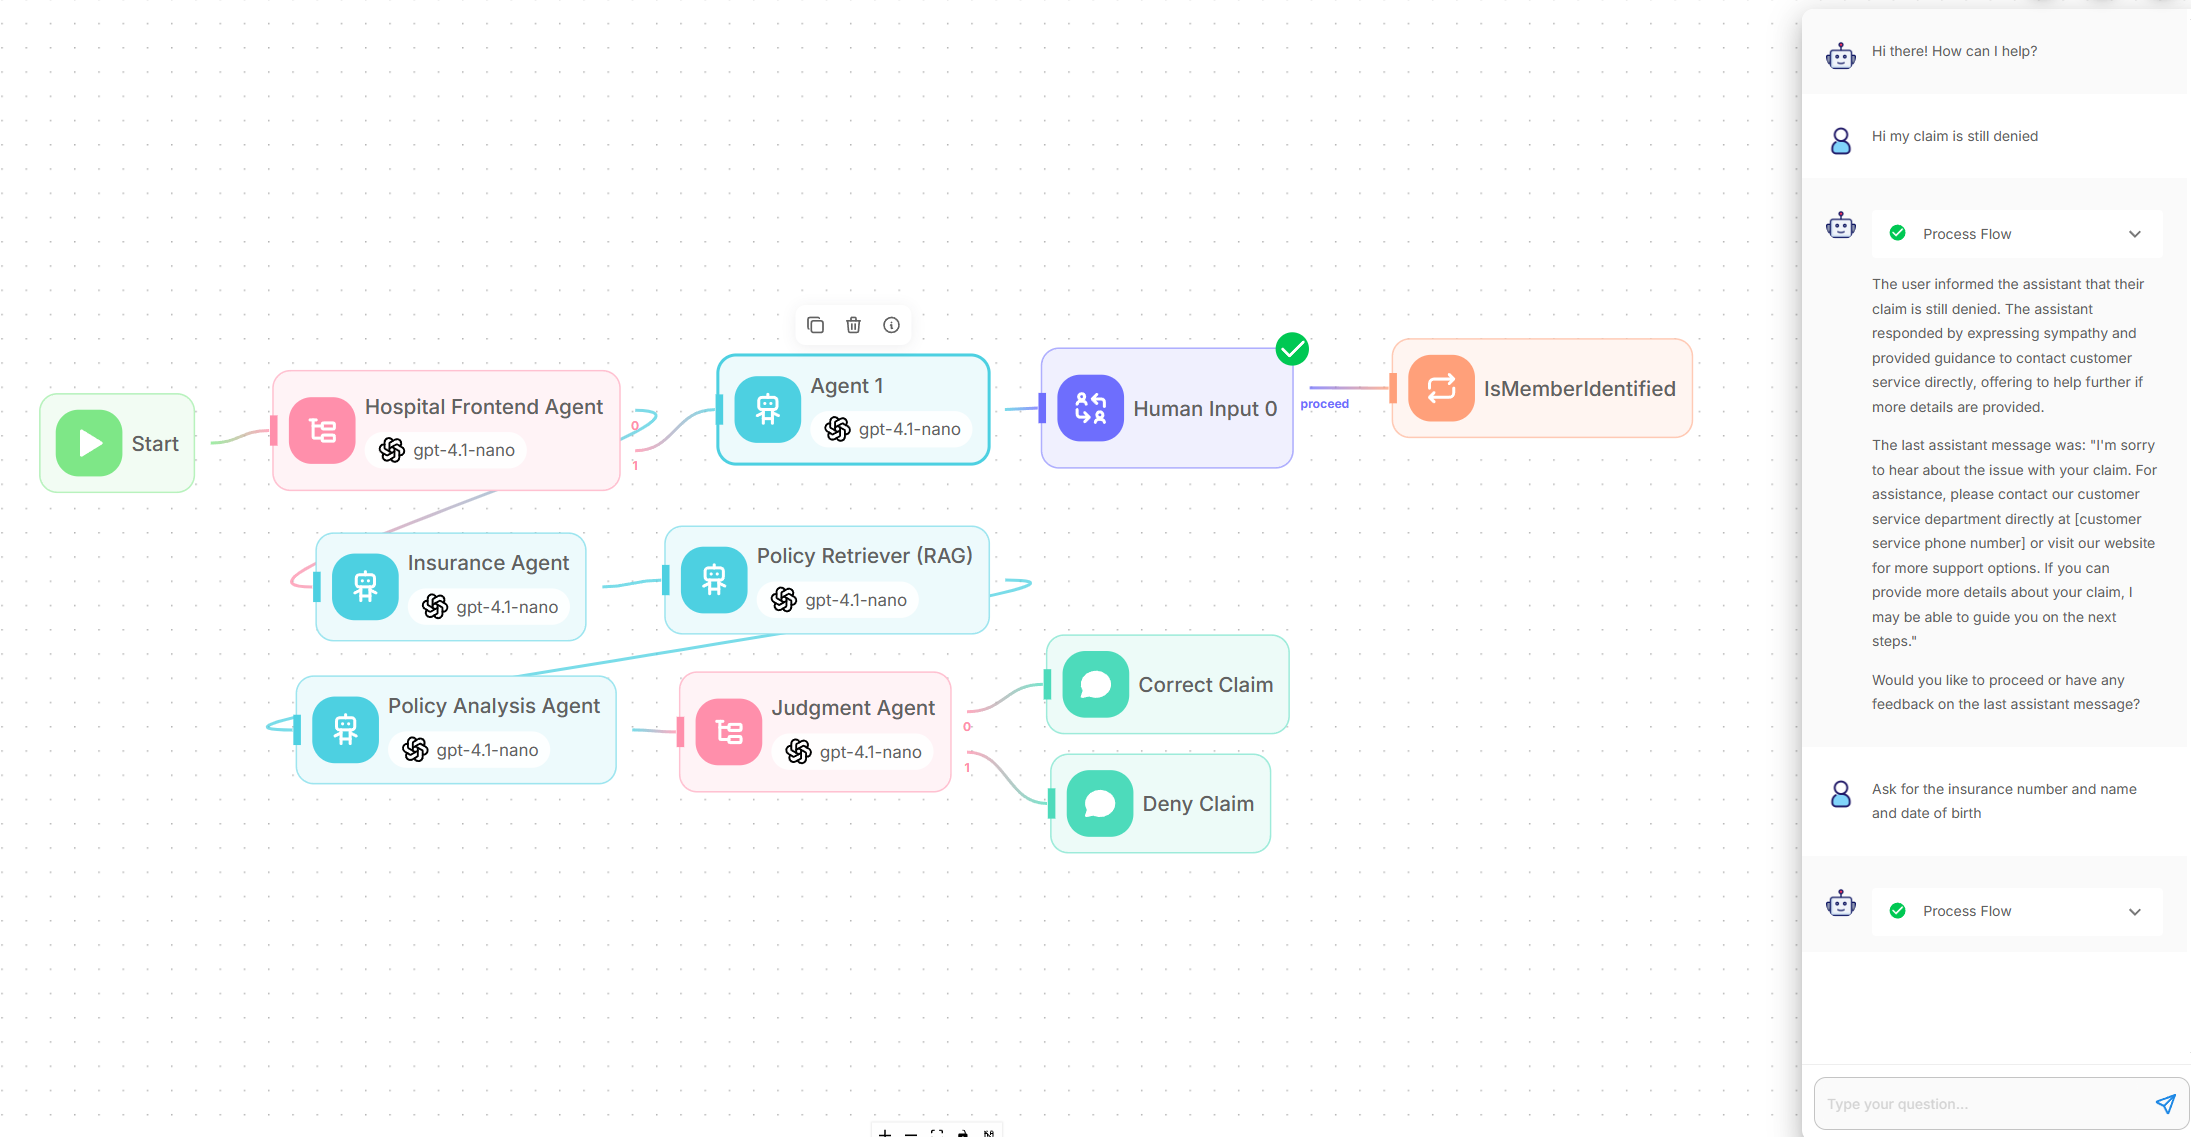 Start
Hospital Frontend Agent
gpt-4.1-nano
0
1
Agent 1
gpt-4.1-nano
Human Input 0
proceed
IsMemberIdentified
Insurance Agent
gpt-4.1-nano
Policy Retriever (RAG)
gpt-4.1-nano
Policy Analysis Agent
gpt-4.1-nano
Judgment Agent
gpt-4.1-nano
0
1
Correct Claim
Deny Claim
Hi there! How can I help?
Hi my claim is still denied
Process Flow
The user informed the assistant that their
claim is still denied. The assistant
responded by expressing sympathy and
provided guidance to contact customer
service directly, offering to help further if
more details are provided.
The last assistant message was: "I'm sorry
to hear about the issue with your claim. For
assistance, please contact our customer
service department directly at [customer
service phone number] or visit our website
for more support options. If you can
provide more details about your claim, I
may be able to guide you on the next
steps."
Would you like to proceed or have any
feedback on the last assistant message?
Ask for the insurance number and name
and date of birth
Process Flow
Type your question...